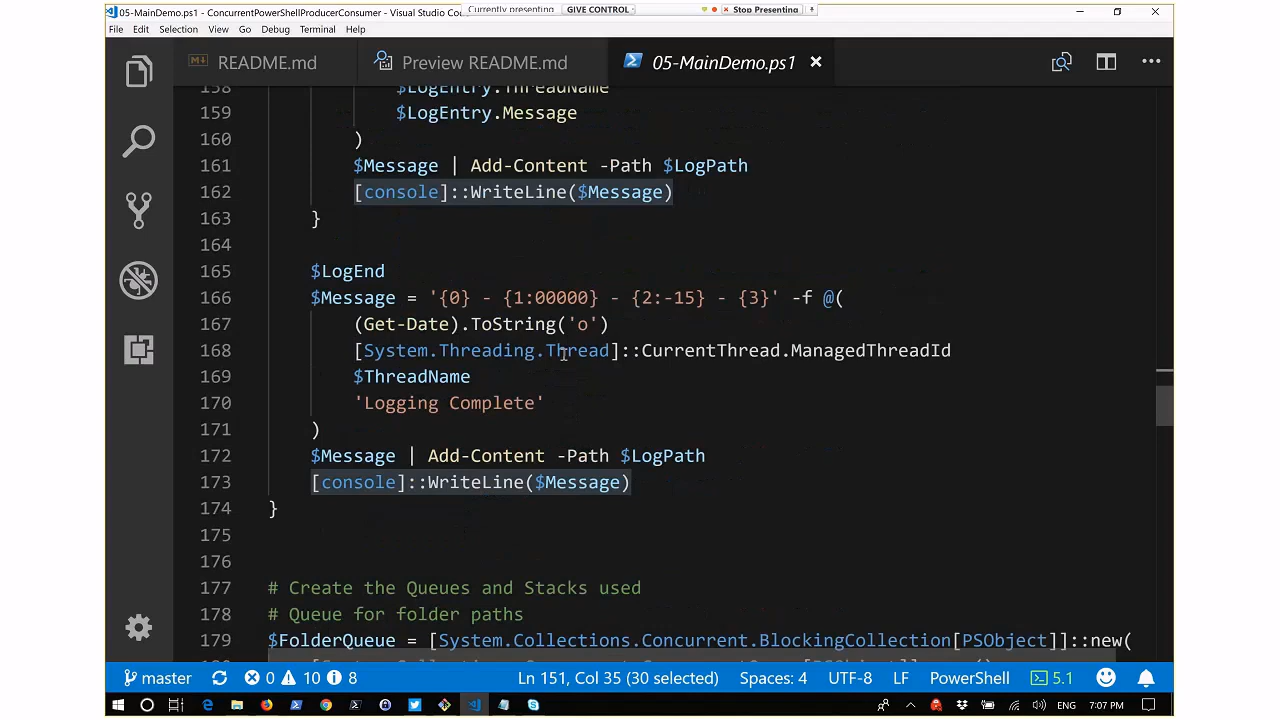 05-MainDemo.ps1 - ConcurrentPowerShellProducerConsumer - Visual Studio Co
Currently presenting
GIVE CONTROL
Stop Presenting
File Edit Selection View Go Debug Terminal Help
README.md
Preview README.md
05-MainDemo.ps1
158 $LogEntry.ThreadName
159 $LogEntry.Message
160 )
161 $Message | Add-Content -Path $LogPath
162 [console]::WriteLine($Message)
163 }
164
165 $LogEnd
166 $Message = '{0} - {1:00000} - {2:-15} - {3}' -f @(
167 (Get-Date).ToString('o')
168 [System.Threading.Thread]::CurrentThread.ManagedThreadId
169 $ThreadName
170 'Logging Complete'
171 )
172 $Message | Add-Content -Path $LogPath
173 [console]::WriteLine($Message)
174 }
175
176
177 # Create the Queues and Stacks used
178 # Queue for folder paths
179 $FolderQueue = [System.Collections.Concurrent.BlockingCollection[PSObject]]::new(
master 0 10 8 Ln 151, Col 35 (30 selected) Spaces: 4 UTF-8 LF PowerShell 5.1
ENG 7:07 PM